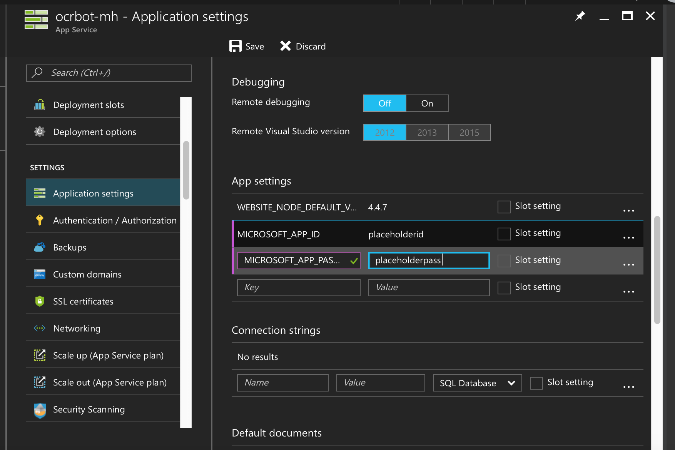 ocrbot-mh - Application settings
App Service
Save Discard
Search (Ctrl+/)
Deployment slots
Deployment options
SETTINGS
Application settings
Authentication / Authorization
Backups
Custom domains
SSL certificates
Networking
Scale up (App Service plan)
Scale out (App Service plan)
Security Scanning
Debugging
Remote debugging Off On
Remote Visual Studio version 2012 2013 2015
App settings
WEBSITE_NODE_DEFAULT_V... 4.4.7 Slot setting ...
MICROSOFT_APP_ID placeholderid Slot setting ...
MICROSOFT_APP_PAS... placeholderpass Slot setting ...
Key Value Slot setting ...
Connection strings
No results
Name Value SQL Database Slot setting ...
Default documents